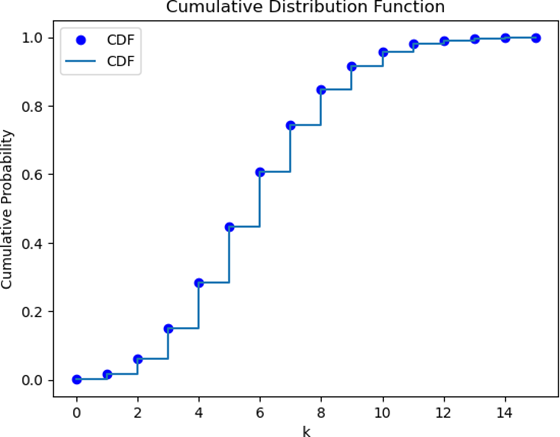 Cumulative Distribution Function
CDF
CDF
1.0
0.8
0.6
0.4
0.2
0.0
Cumulative Probability
0 2 4 6 8 10 12 14
k